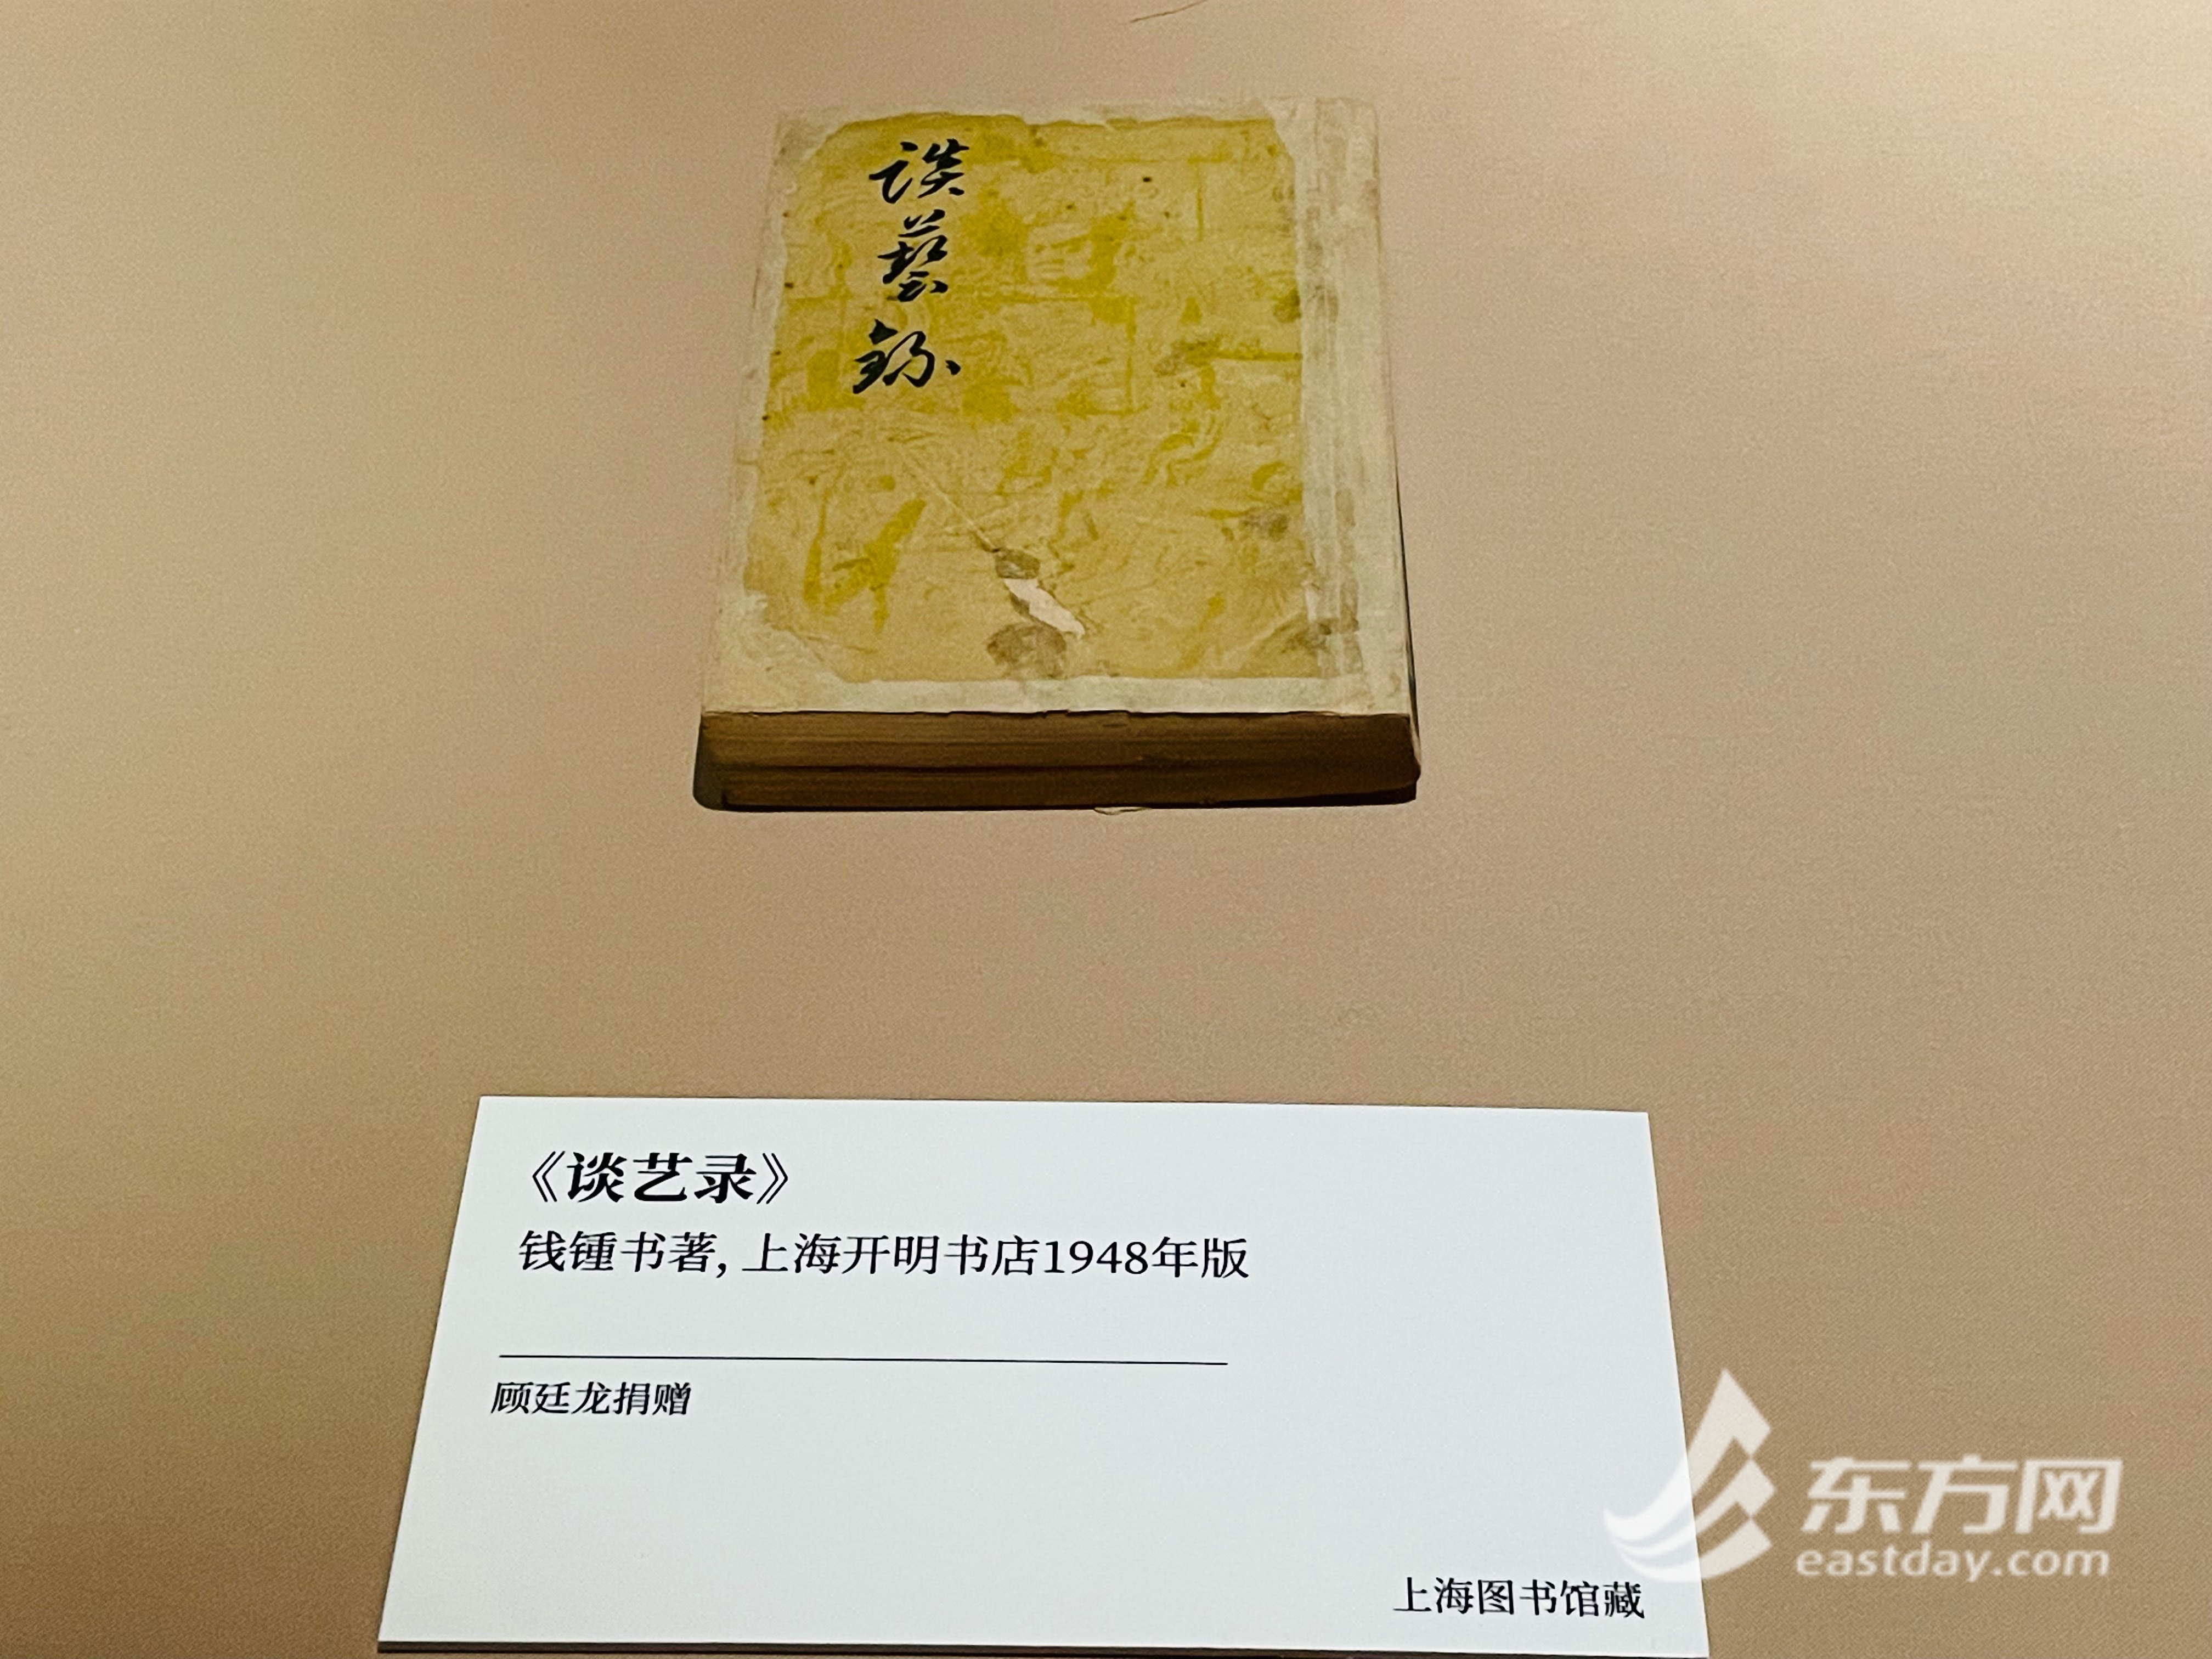 談藝録
《谈艺录》
钱锺书著, 上海开明书店1948年版
顾廷龙捐赠
上海图书馆藏
东方网
eastday.com